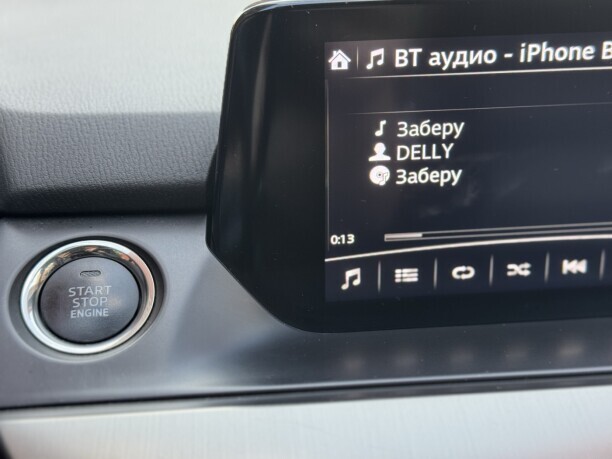 BT аудио - iPhone
Заберу
DELLY
Заберу
0:13
START
STOP
ENGINE